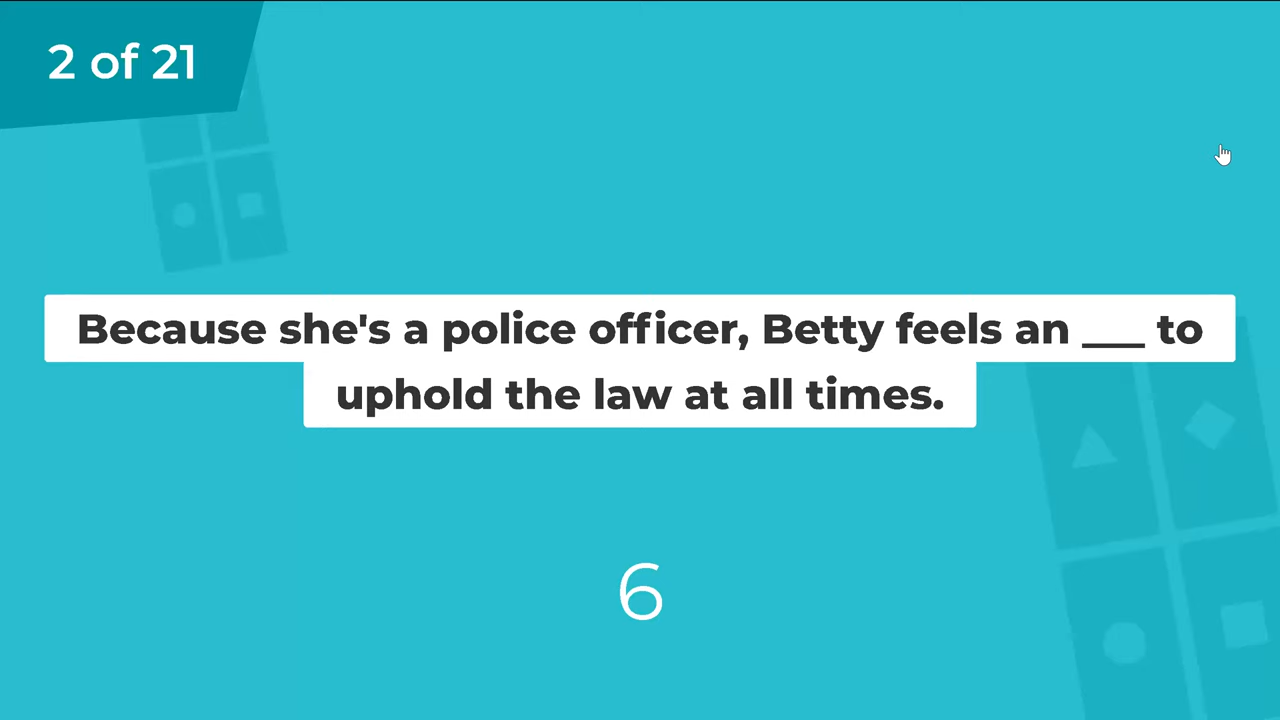 2 of 21
Because she's a police officer, Betty feels an ___ to
uphold the law at all times.
6